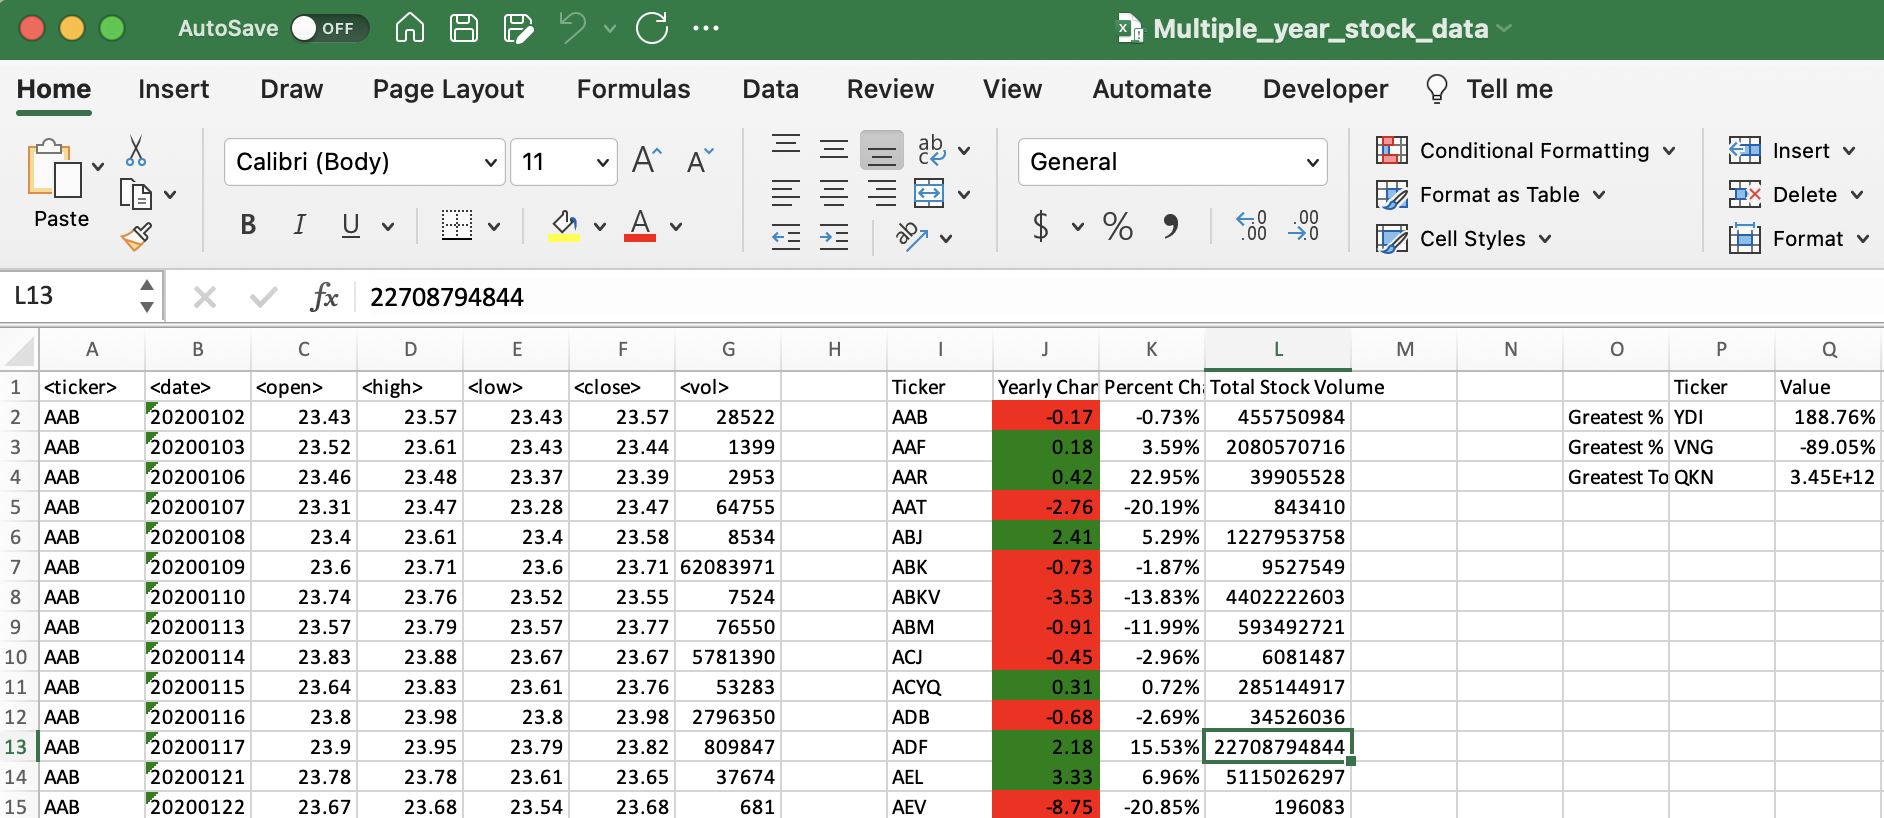 AutoSave OFF Multiple_year_stock_data
Home Insert Draw Page Layout Formulas Data Review View Automate Developer Tell me
Paste
Calibri (Body) 11
B I U A
ab
General
$ % 9
Conditional Formatting
Format as Table
Cell Styles
Insert
Delete
Format
L13 fx 22708794844
A B C D E F G H I J K L M N O P Q
1 <ticker> <date> <open> <high> <low> <close> <vol> Ticker Yearly Char Percent Ch Total Stock Volume Ticker Value
2 AAB 20200102 23.43 23.57 23.43 23.57 28522 AAB -0.17 -0.73% 455750984 Greatest % YDI 188.76%
3 AAB 20200103 23.52 23.61 23.43 23.44 1399 AAF 0.18 3.59% 2080570716 Greatest % VNG -89.05%
4 AAB 20200106 23.46 23.48 23.37 23.39 2953 AAR 0.42 22.95% 39905528 Greatest To QKN 3.45E+12
5 AAB 20200107 23.31 23.47 23.28 23.47 64755 AAT -2.76 -20.19% 843410
6 AAB 20200108 23.4 23.61 23.4 23.58 8534 ABJ 2.41 5.29% 1227953758
7 AAB 20200109 23.6 23.71 23.6 23.71 62083971 ABK -0.73 -1.87% 9527549
8 AAB 20200110 23.74 23.76 23.52 23.55 7524 ABKV -3.53 -13.83% 4402222603
9 AAB 20200113 23.57 23.79 23.57 23.77 76550 ABM -0.91 -11.99% 593492721
10 AAB 20200114 23.83 23.88 23.67 23.67 5781390 ACJ -0.45 -2.96% 6081487
11 AAB 20200115 23.64 23.83 23.61 23.76 53283 ACYQ 0.31 0.72% 285144917
12 AAB 20200116 23.8 23.98 23.8 23.98 2796350 ADB -0.68 -2.69% 34526036
13 AAB 20200117 23.9 23.95 23.79 23.82 809847 ADF 2.18 15.53% 22708794844
14 AAB 20200121 23.78 23.78 23.61 23.65 37674 AEL 3.33 6.96% 5115026297
15 AAB 20200122 23.67 23.68 23.54 23.68 681 AEV -8.75 -20.85% 196083